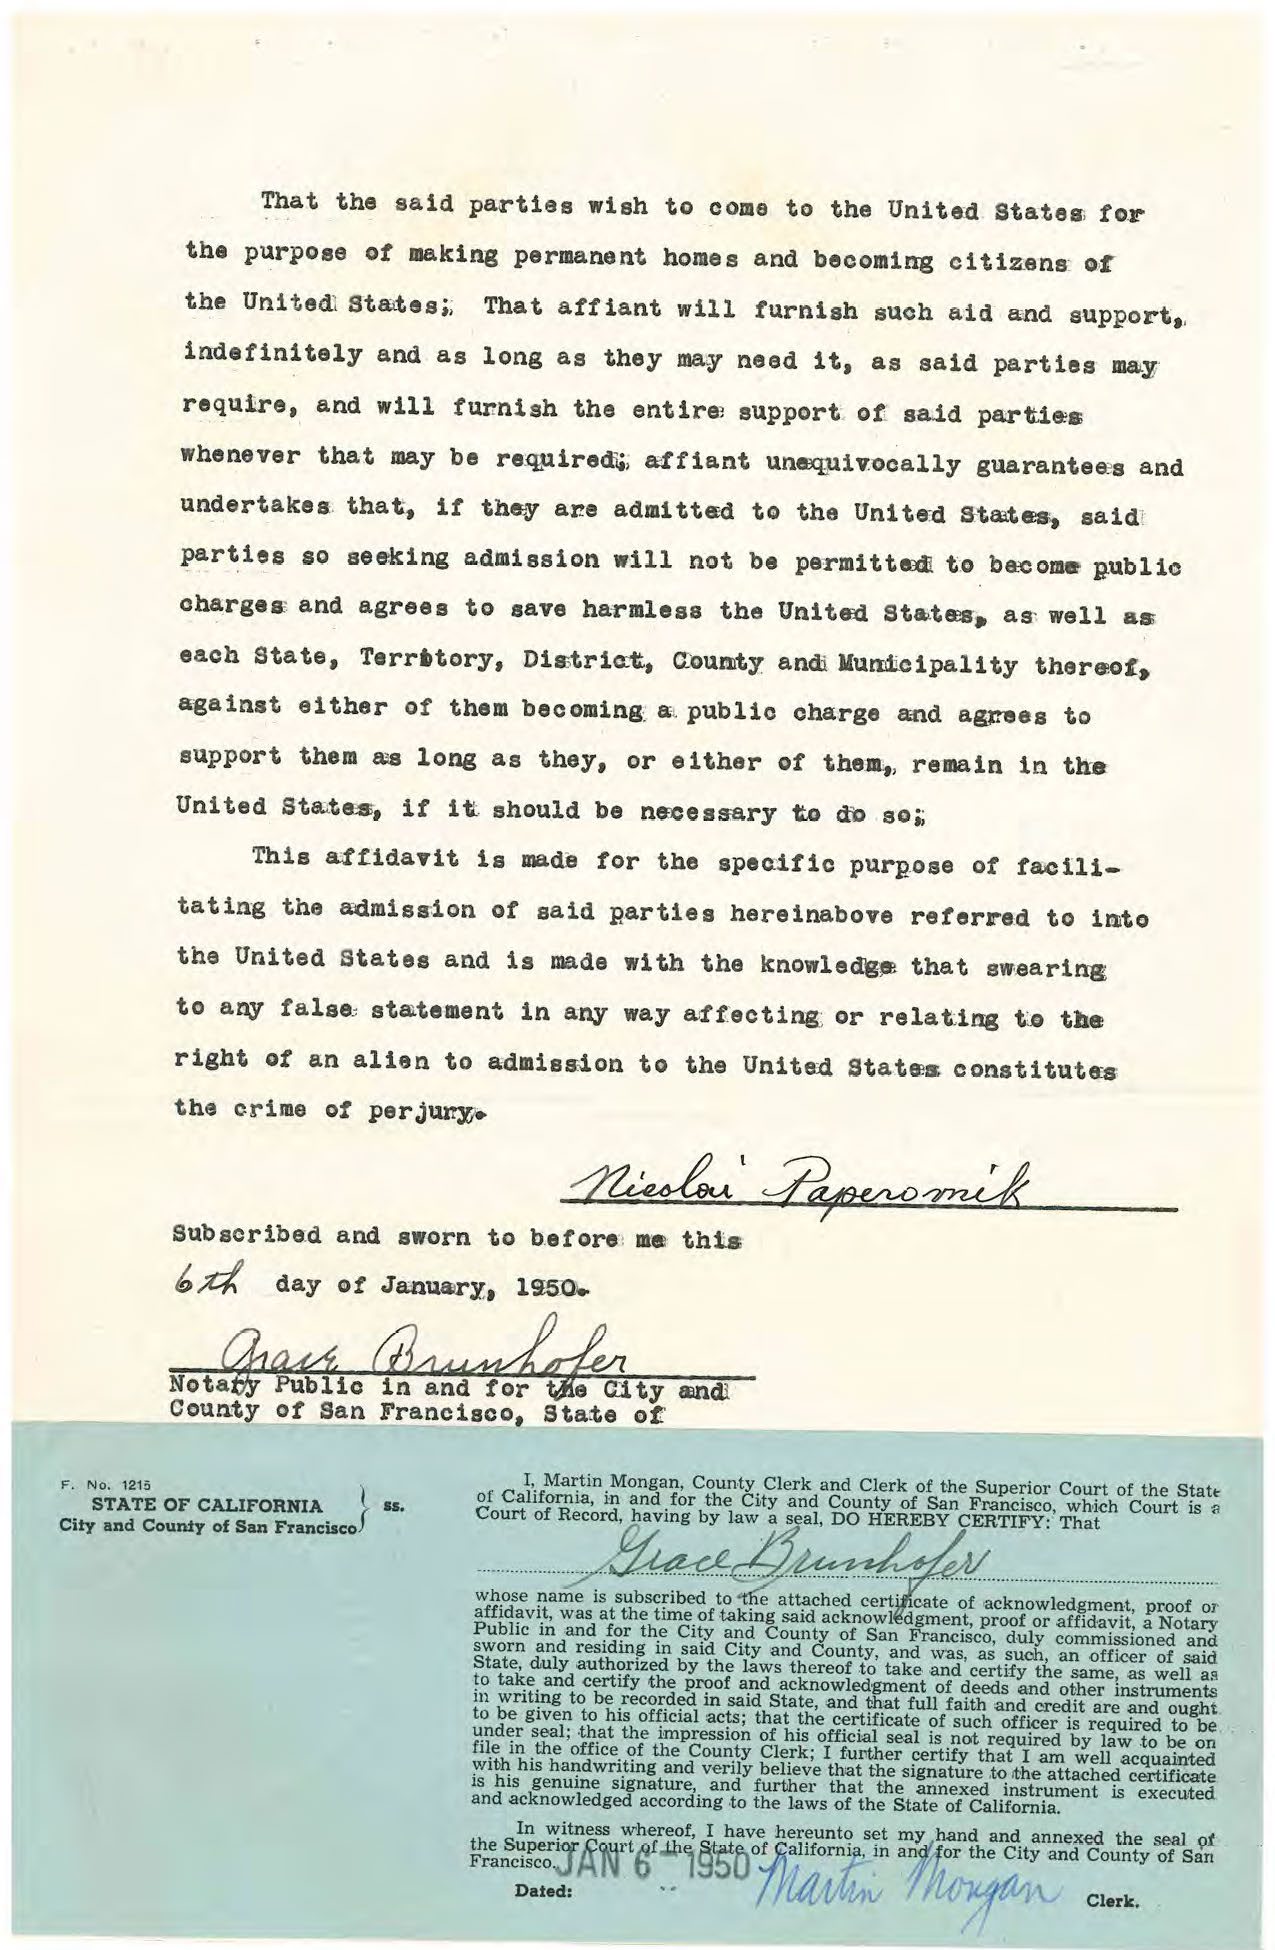 That the said parties wish to come to the United States for
the purpose of making permanent homes and becoming citizens of
the United States; That affiant will furnish such aid and support,
indefinitely and as long as they may need it, as said parties may
require, and will furnish the entire support of said parties
whenever that may be required; affiant unequivocally guarantees and
undertakes that, if they are admitted to the United States, said
parties so seeking admission will not be permitted to become public
charges and agrees to save harmless the United States, as well as
each State, Territory, District, County and Municipality thereof,
against either of them becoming a public charge and agrees to
support them as long as they, or either of them, remain in the
United States, if it should be necessary to do so;
This affidavit is made for the specific purpose of facili-
tating the admission of said parties hereinabove referred to into
the United States and is made with the knowledge that swearing
to any false statement in any way affecting or relating to the
right of an alien to admission to the United States constitutes
the crime of perjury.
Nicolai Paperomik
Subscribed and sworn to before me this
6th day of January, 1950.
Grace Brunhofer
Notary Public in and for the City and
County of San Francisco, State of
F. No. 1215
STATE OF CALIFORNIA
City and County of San Francisco
} ss.
I, Martin Mongan, County Clerk and Clerk of the Superior Court of the State
of California, in and for the City and County of San Francisco, which Court is a
Court of Record, having by law a seal, DO HEREBY CERTIFY: That
Grace Brunhofer
whose name is subscribed to the attached certificate of acknowledgment, proof or
affidavit, was at the time of taking said acknowledgment, proof or affidavit, a Notary
Public in and for the City and County of San Francisco, duly commissioned and
sworn and residing in said City and County, and was, as such, an officer of said
State, duly authorized by the laws thereof to take and certify the same, as well as
to take and certify the proof and acknowledgment of deeds and other instruments
in writing to be recorded in said State, and that full faith and credit are and ought
to be given to his official acts; that the certificate of such officer is required to be
under seal; that the impression of his official seal is not required by law to be on
file in the office of the County Clerk; I further certify that I am well acquainted
with his handwriting and verily believe that the signature to the attached certificate
is his genuine signature, and further that the annexed instrument is executed
and acknowledged according to the laws of the State of California.
In witness whereof, I have hereunto set my hand and annexed the seal of
the Superior Court of the State of California, in and for the City and County of San
Francisco.
JAN 6 - 1950
Dated:
Martin Mongan
Clerk.